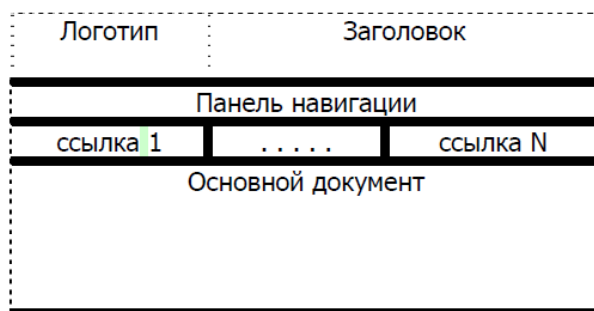 Логотип Заголовок
Панель навигации
ссылка 1 . . . . . ссылка N
Основной документ